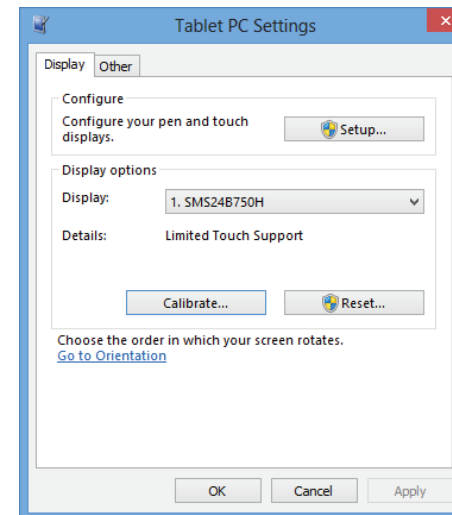 Tablet PC Settings
Display Other
Configure
Configure your pen and touch
displays.
Setup...
Display options
Display: 1. SMS24B750H
Details: Limited Touch Support
Calibrate... Reset...
Choose the order in which your screen rotates.
Go to Orientation
OK Cancel Apply